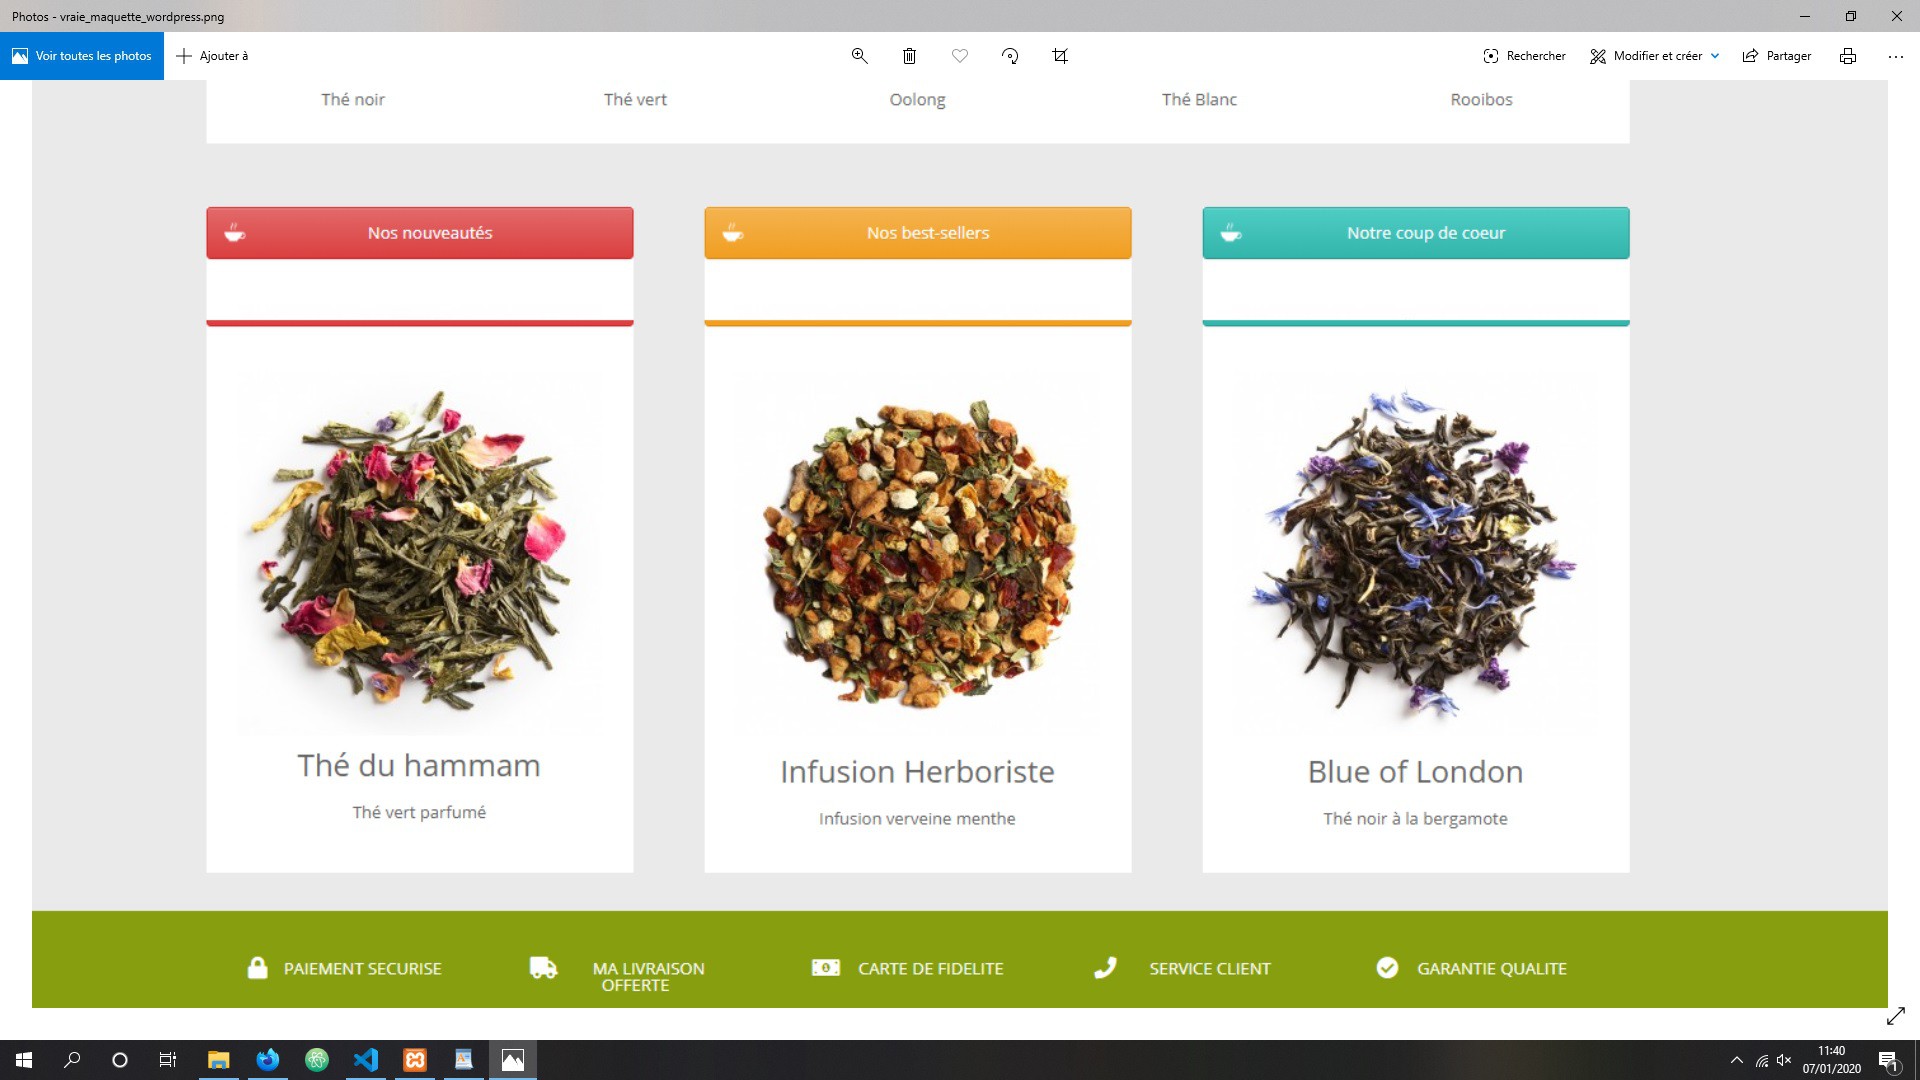 Photos - vraie_maquette_wordpress.png
Voir toutes les photos
Ajouter à
Rechercher
Modifier et créer
Partager
Thé noir
Thé vert
Oolong
Thé Blanc
Rooibos
Nos nouveautés
Nos best-sellers
Notre coup de coeur
Thé du hammam
Infusion Herboriste
Blue of London
Thé vert parfumé
Infusion verveine menthe
Thé noir à la bergamote
PAIEMENT SECURISE
MA LIVRAISON
OFFERTE
CARTE DE FIDELITE
SERVICE CLIENT
GARANTIE QUALITE
11:40
07/01/2020
1